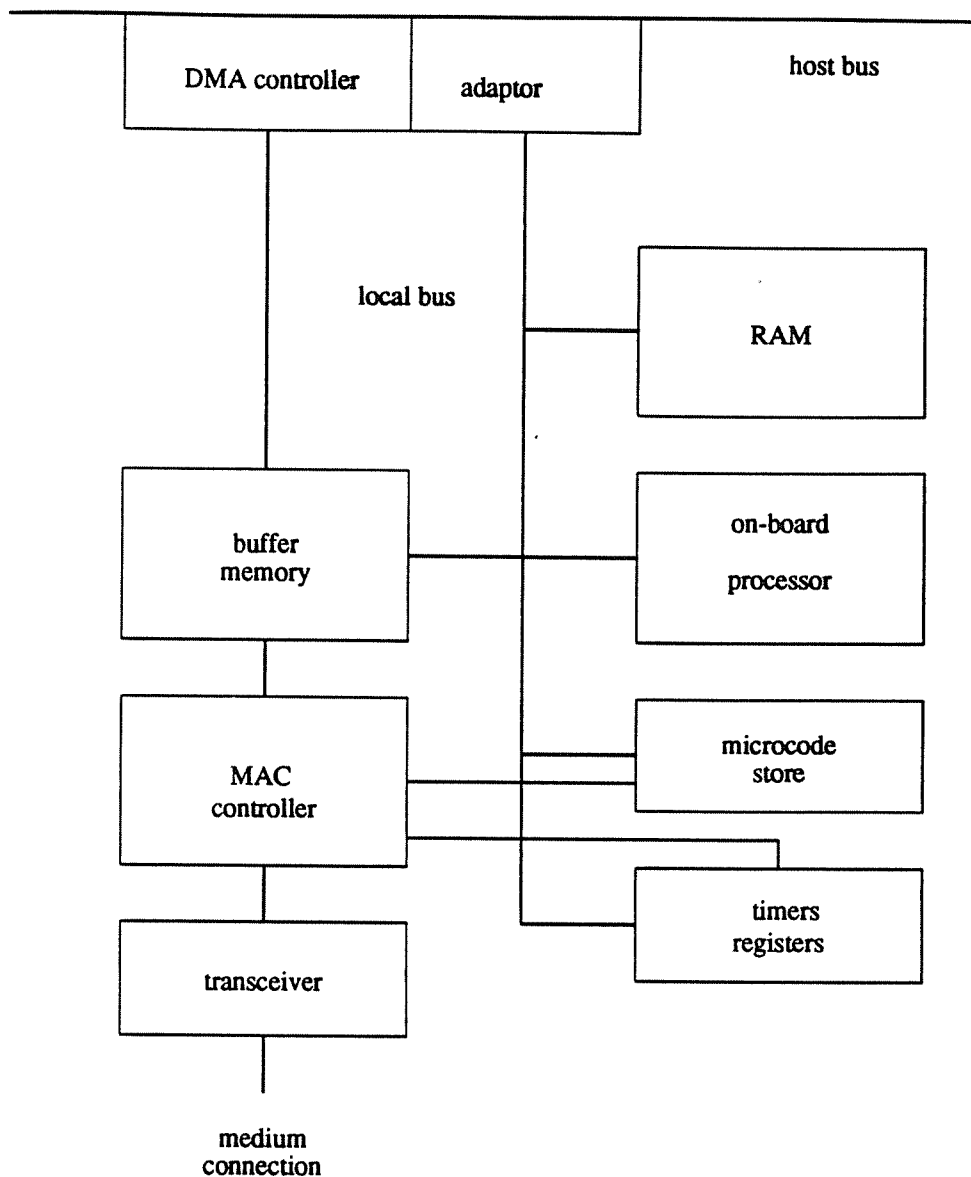 DMA controller
adaptor
host bus
local bus
RAM
buffer
memory
on-board
processor
MAC
controller
microcode
store
timers
registers
transceiver
medium
connection